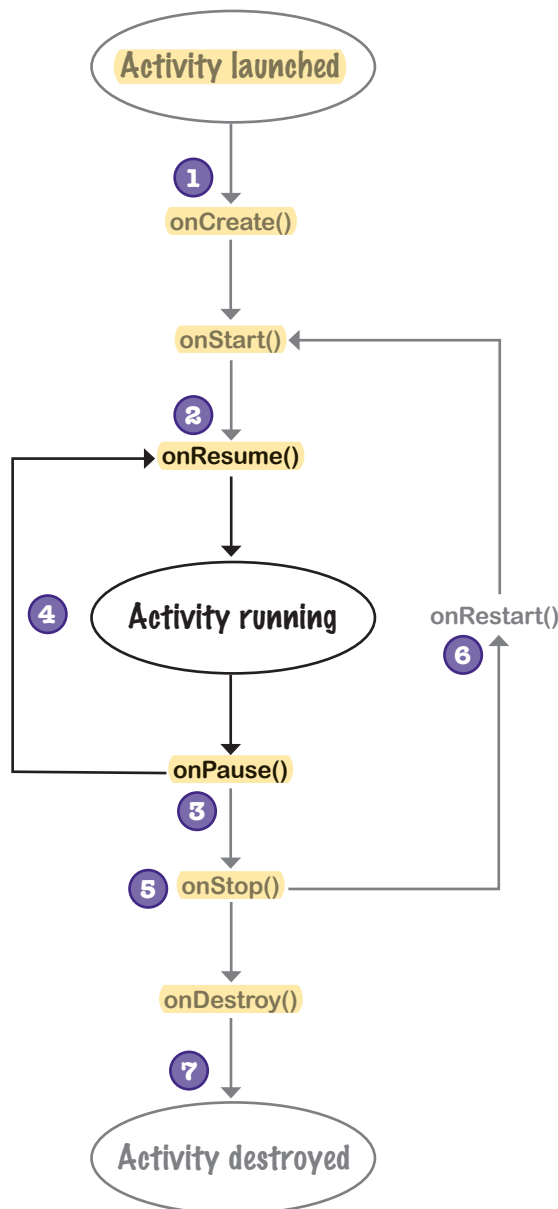 Activity launched
1
onCreate()
onStart()
2
onResume()
4
Activity running
onRestart()
6
onPause()
3
5
onStop()
onDestroy()
7
Activity destroyed